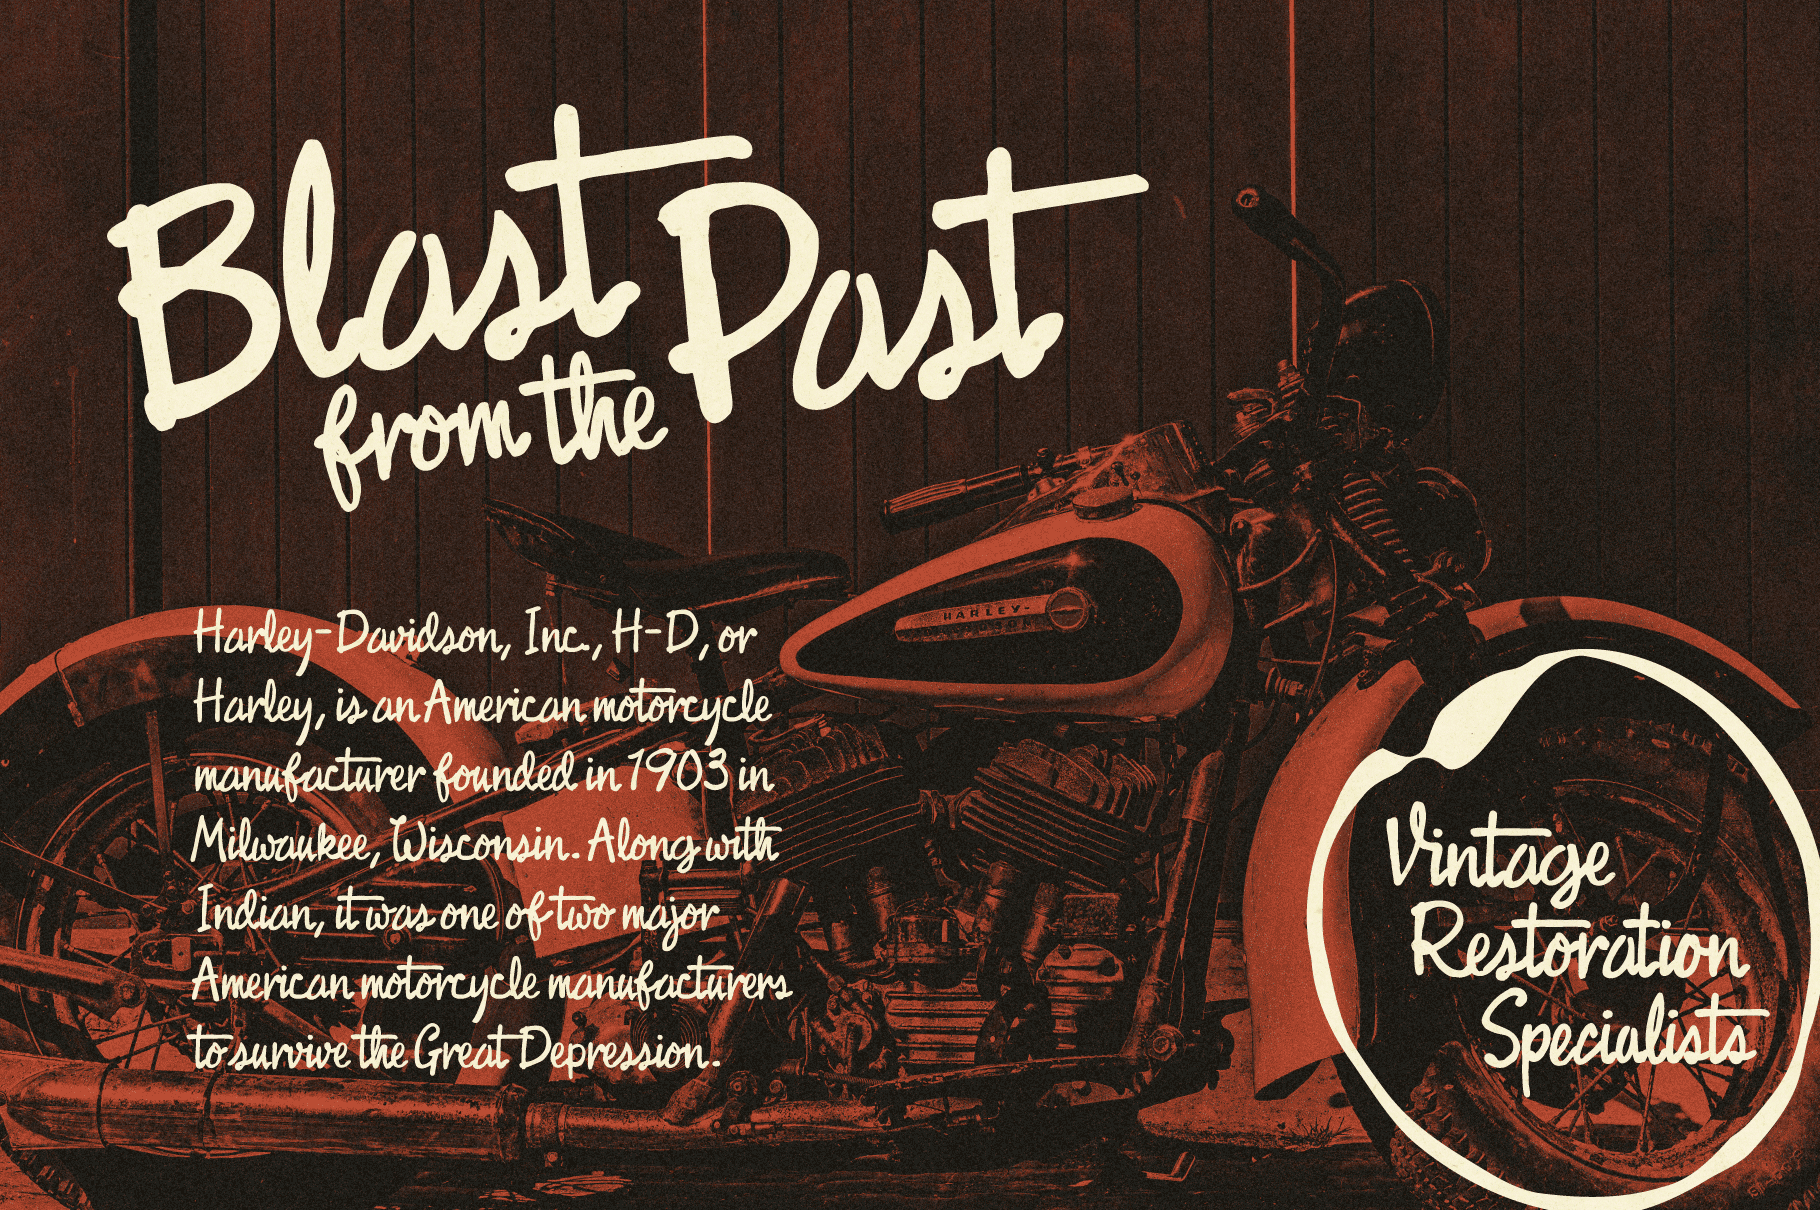 Blast Past
from the
HARLEY-
Harley-Davidson, Inc., H-D, or
Harley, is an American motorcycle
manufacturer founded in 1903 in
Milwaukee, Wisconsin. Along with
Indian, it was one of two major
American motorcycle manufacturers
to survive the Great Depression.
Vintage
Restoration
Specialists